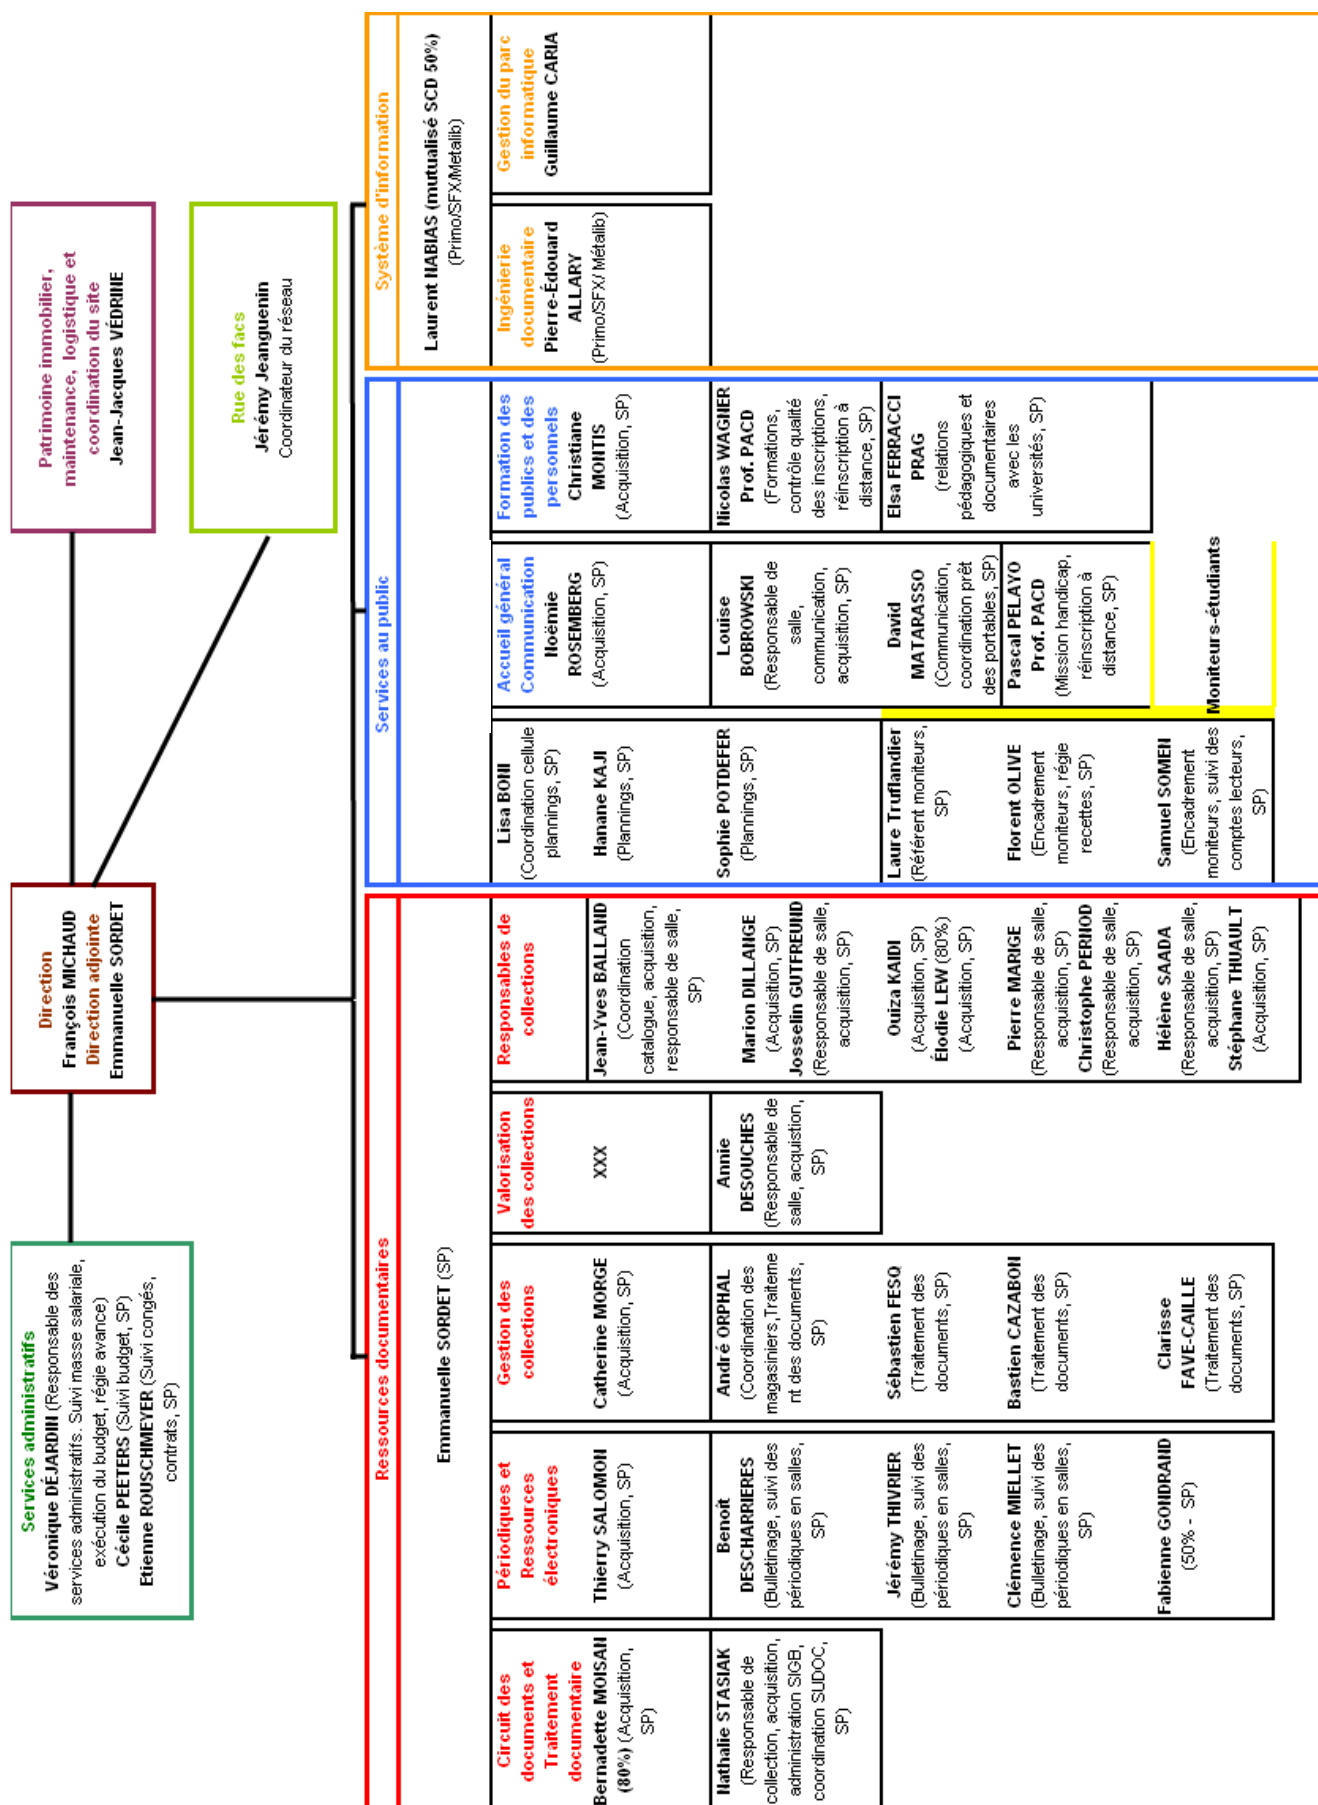 Services administratifs
Véronique DÉJARDIN (Responsable des
services administratifs. Suivi masse salariale,
exécution du budget, régie avance)
Cécile PEETERS (Suivi budget, SP)
Etienne ROUSCHMEYER (Suivi congés,
contrats, SP)
Direction
François MICHAUD
Direction adjointe
Emmanuelle SORDET
Patrimoine immobilier,
maintenance, logistique et
coordination du site
Jean-Jacques VÉDRINE
Rue des facs
Jérémy Jeanguenin
Coordinateur du réseau
Ressources documentaires
Emmanuelle SORDET (SP)
Circuit des
documents et
Traitement
documentaire
Bernadette MOISAN
(80%) (Acquisition,
SP)
Nathalie STASIAK
(Responsable de
collection, acquisition,
administration SIGB,
coordination SUDOC,
SP)
Périodiques et
Ressources
électroniques
Thierry SALOMON
(Acquisition, SP)
Benoît
DESCHARRIERES
(Bulletinage, suivi des
périodiques en salles,
SP)
Jérémy THIVRIER
(Bulletinage, suivi des
périodiques en salles,
SP)
Clémence MIELLET
(Bulletinage, suivi des
périodiques en salles,
SP)
Fabienne GONDRAND
(50% - SP)
Gestion des
collections
Catherine MORGE
(Acquisition, SP)
André ORPHAL
(Coordination des
magasiniers,Traiteme
nt des documents,
SP)
Sébastien FESQ
(Traitement des
documents, SP)
Bastien CAZABON
(Traitement des
documents, SP)
Clarisse
FAVE-CAILLE
(Traitement des
documents, SP)
Valorisation
des collections
XXX
Annie
DESOUCHES
(Responsable de
salle, acquistion,
SP)
Responsables de
collections
Jean-Yves BALLAND
(Coordination
catalogue, acquisition,
responsable de salle,
SP)
Marion DILLANGE
(Acquisition, SP)
Josselin GUTFREUND
(Responsable de salle,
acquisition, SP)
Ouiza KAIDI
(Acquisition, SP)
Élodie LEW (80%)
(Acquisition, SP)
Pierre MARIGE
(Responsable de salle,
acquisition, SP)
Christophe PERNOD
(Responsable de salle,
acquisition, SP)
Hélène SAADA
(Responsable de salle,
acquisition, SP)
Stéphane THUAULT
(Acquisition, SP)
Services au public
Lisa BONI
(Coordination cellule
plannings, SP)
Hanane KAJI
(Plannings, SP)
Sophie POTDEFER
(Plannings, SP)
Laure Truflandier
(Référent moniteurs,
SP)
Florent OLIVE
(Encadrement
moniteurs, régie
recettes, SP)
Samuel SOMEN
(Encadrement
moniteurs, suivi des
comptes lecteurs,
SP)
Accueil général
Communication
Noémie
ROSEMBERG
(Acquisition, SP)
Louise
BOBROWSKI
(Responsable de
salle,
communication,
acquisition, SP)
David
MATARASSO
(Communication,
coordination prêt
des portables, SP)
Pascal PELAYO
Prof. PACD
(Mission handicap,
réinscription à
distance, SP)
Moniteurs-étudiants
Formation des
publics et des
personnels
Christiane
MONTIS
(Acquisition, SP)
Nicolas WAGNER
Prof. PACD
(Formations,
contrôle qualité
des inscriptions,
réinscription à
distance, SP)
Elsa FERRACCI
PRAG
(relations
pédagogiques et
documentaires
avec les
universités, SP)
Système d'information
Laurent NABIAS (mutualisé SCD 50%)
(Primo/SFX/Metalib)
Ingénierie
documentaire
Pierre-Édouard
ALLARY
(Primo/SFX/ Métalib)
Gestion du parc
informatique
Guillaume CARIA